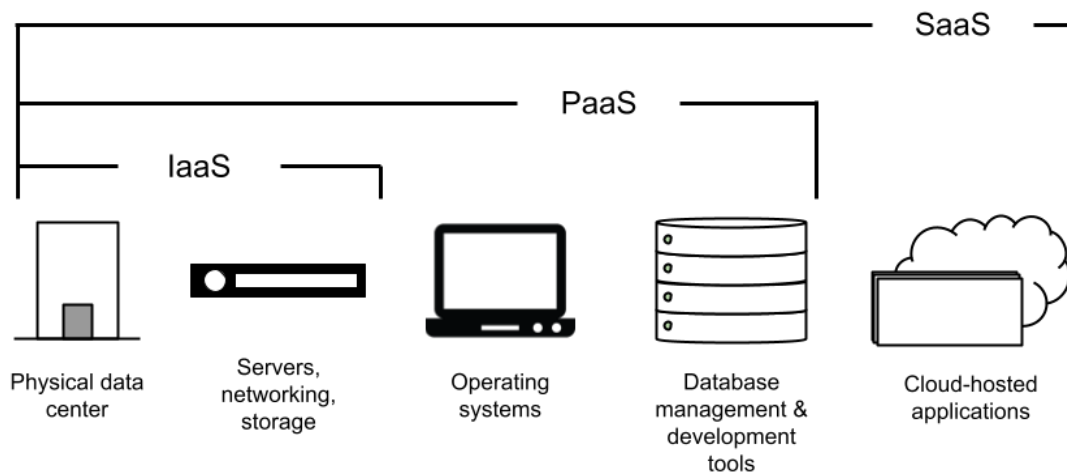 SaaS
PaaS
IaaS
Physical data
center
Servers,
networking,
storage
Operating
systems
Database
management &
development
tools
Cloud-hosted
applications